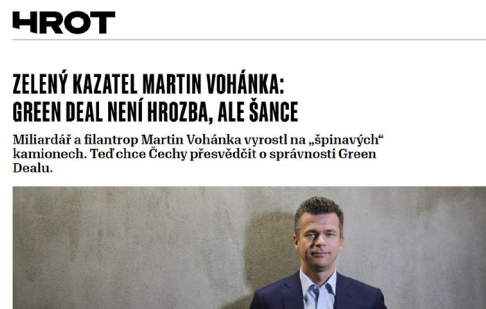 HROT
ZELENÝ KAZATEL MARTIN VOHÁNKA:
GREEN DEAL NENÍ HROZBA, ALE ŠANCE
Miliardář a filantrop Martin Vohánka vyrostl na „špinavých“
kamionech. Teď chce Čechy přesvědčit o správnosti Green
Dealu.